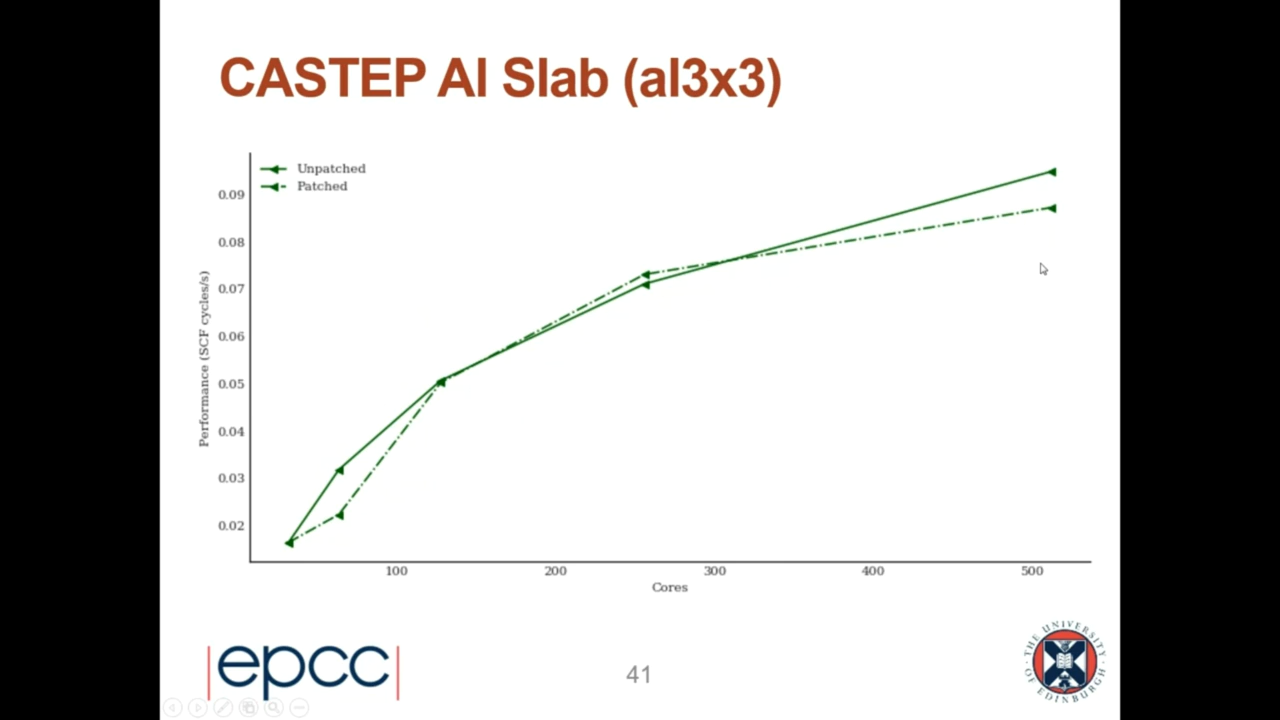 CASTEP Al Slab (al3x3)
Unpatched
Patched
0.09
0.08
0.07
0.06
0.05
0.04
0.03
0.02
Performance (SCF cycles/s)
100 200 300 400 500
Cores
epcc
41
THE UNIVERSITY OF EDINBURGH